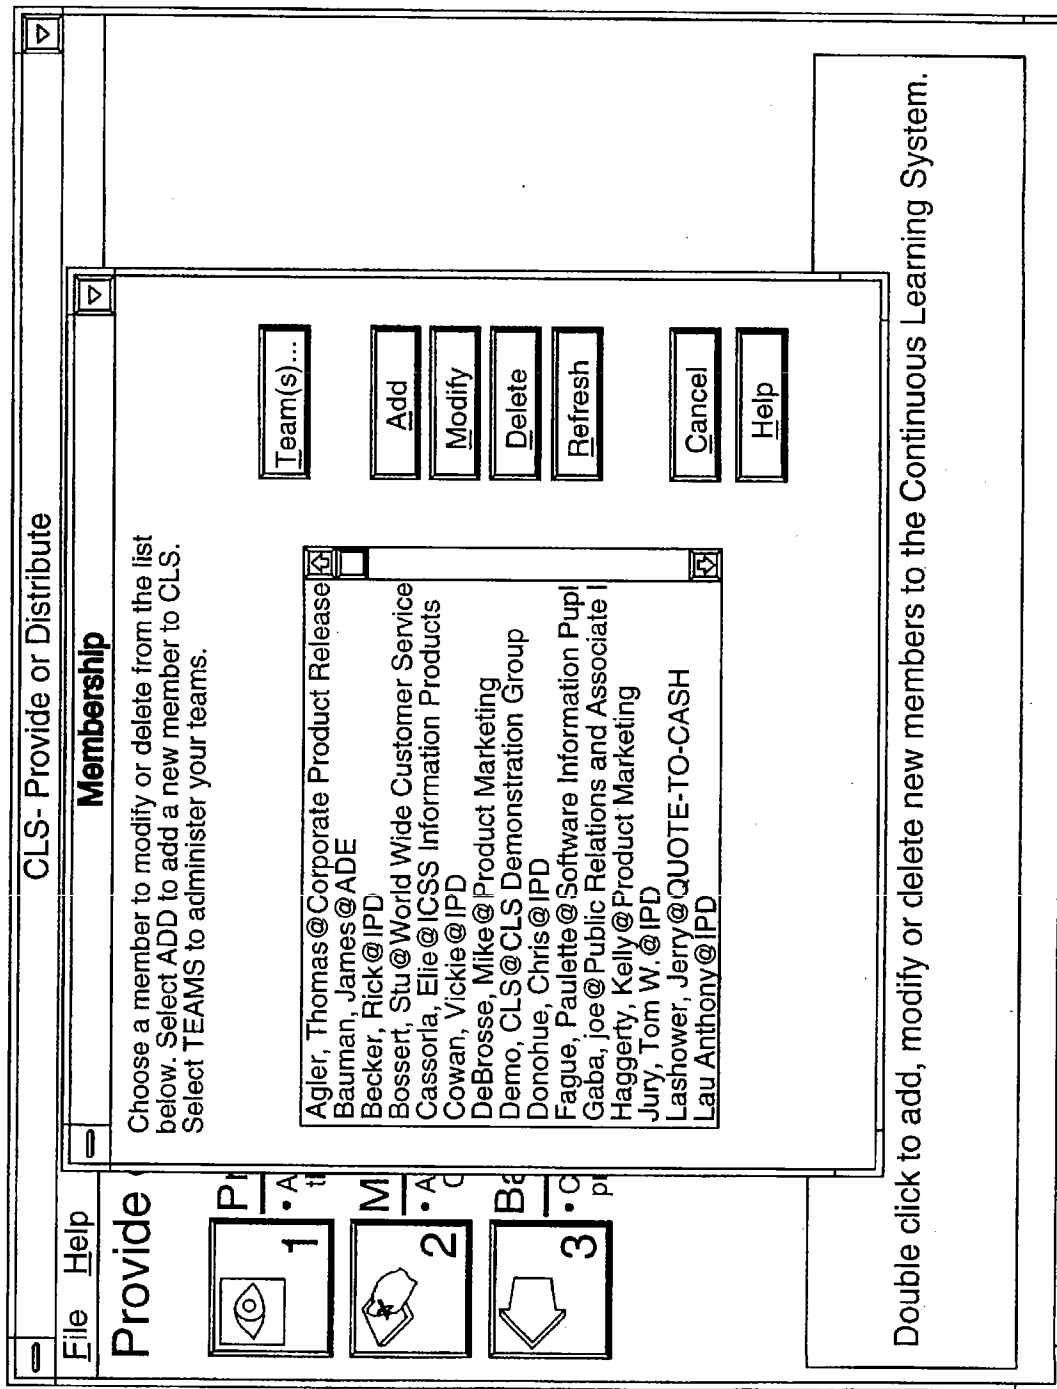 CLS- Provide or Distribute
File Help
Provide
1
Pr
• A
2
M
• A
3
Ba
• C
Membership
Choose a member to modify or delete from the list
below. Select ADD to add a new member to CLS.
Select TEAMS to administer your teams.
Agler, Thomas@Corporate Product Release
Bauman, James@ADE
Becker, Rick@IPD
Bossert, Stu@World Wide Customer Service
Cassorla, Elie@ICSS Information Products
Cowan, Vickie@IPD
DeBrosse, Mike@Product Marketing
Demo, CLS@CLS Demonstration Group
Donohue, Chris@IPD
Fague, Paulette@Software Information Pupl
Gaba, joe@Public Relations and Associate
Haggerty, Kelly@Product Marketing
Jury, Tom W.@IPD
Lashower, Jerry@QUOTE-TO-CASH
Lau Anthony@IPD
Team(s)...
Add
Modify
Delete
Refresh
Cancel
Help
Double click to add, modify or delete new members to the Continuous Learning System.